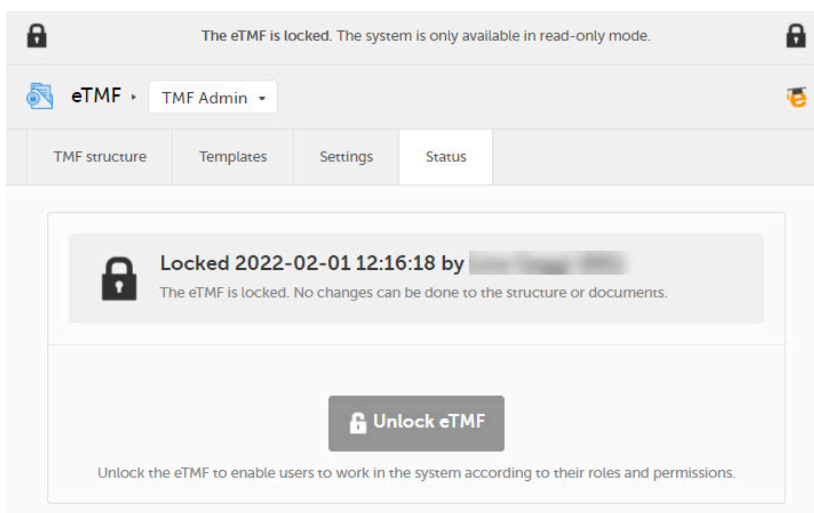 The eTMF is locked. The system is only available in read-only mode.
eTMF
TMF Admin
TMF structure Templates Settings Status
Locked 2022-02-01 12:16:18 by
The eTMF is locked. No changes can be done to the structure or documents.
Unlock eTMF
Unlock the eTMF to enable users to work in the system according to their roles and permissions.